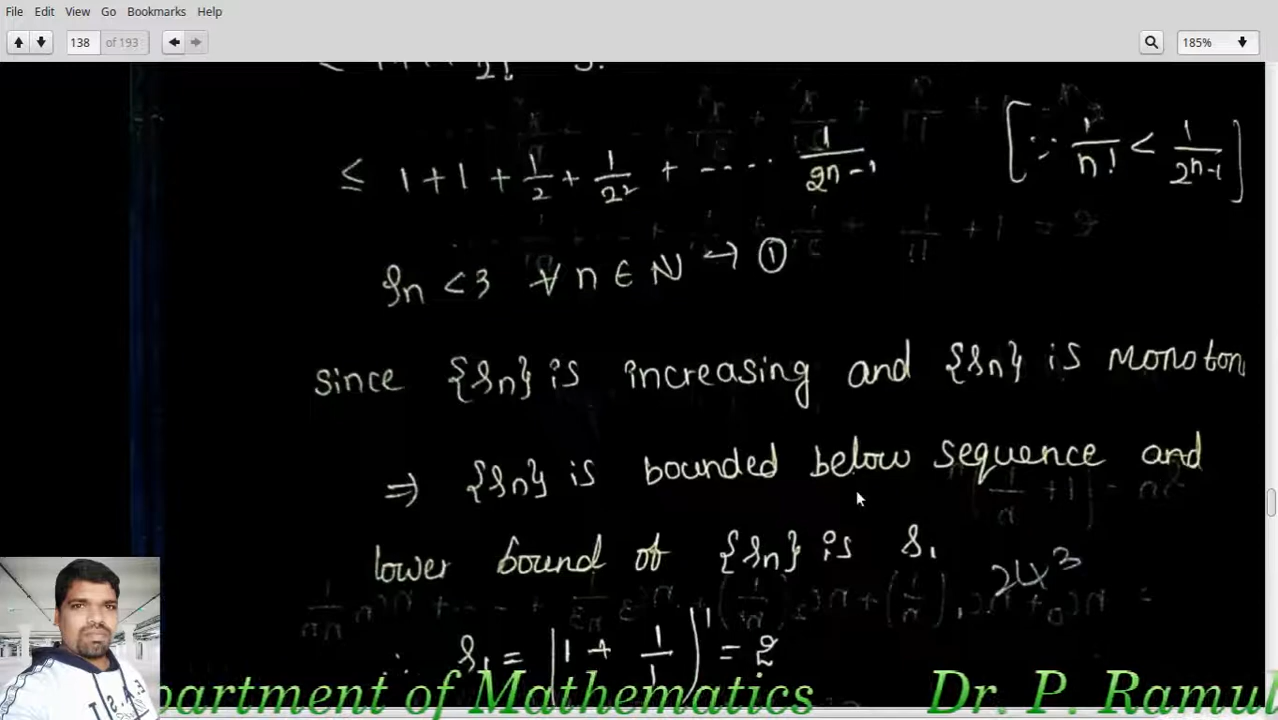 File Edit View Go Bookmarks Help
138 of 193 185%
≤ 1 + 1 + 1/2 + 1/2² + ---- 1/2n-1 [∵ 1/n! < 1/2^n-1]
Sn < 3 ∀ n ∈ N → ①
since {Sn} is increasing and {Sn} is monoton
⇒ {Sn} is bounded below sequence and
lower bound of {Sn} is S₁
∴ S₁ = (1 + 1/1)¹ = 2
partment of Mathematics Dr. P. Ramul